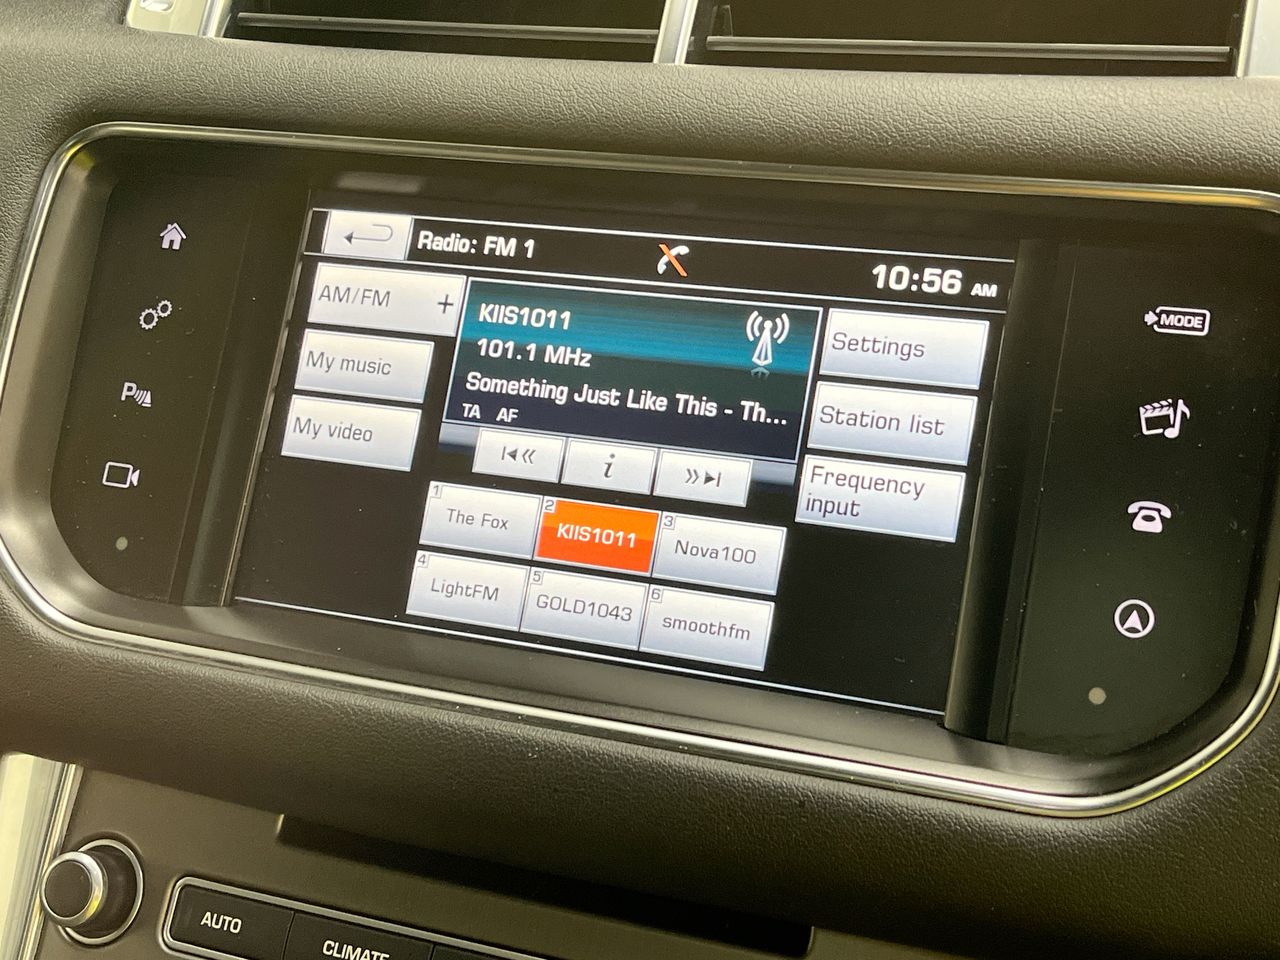 Radio: FM 1
10:56 AM
AM/FM +
My music
My video
KIIS1011
101.1 MHz
Something Just Like This - Th...
TA AF
i
Settings
Station list
Frequency
input
1 The Fox
2 KIIS1011
3 Nova100
4 LightFM
5 GOLD1043
6 smoothfm
P
MODE
AUTO
CLIMATE